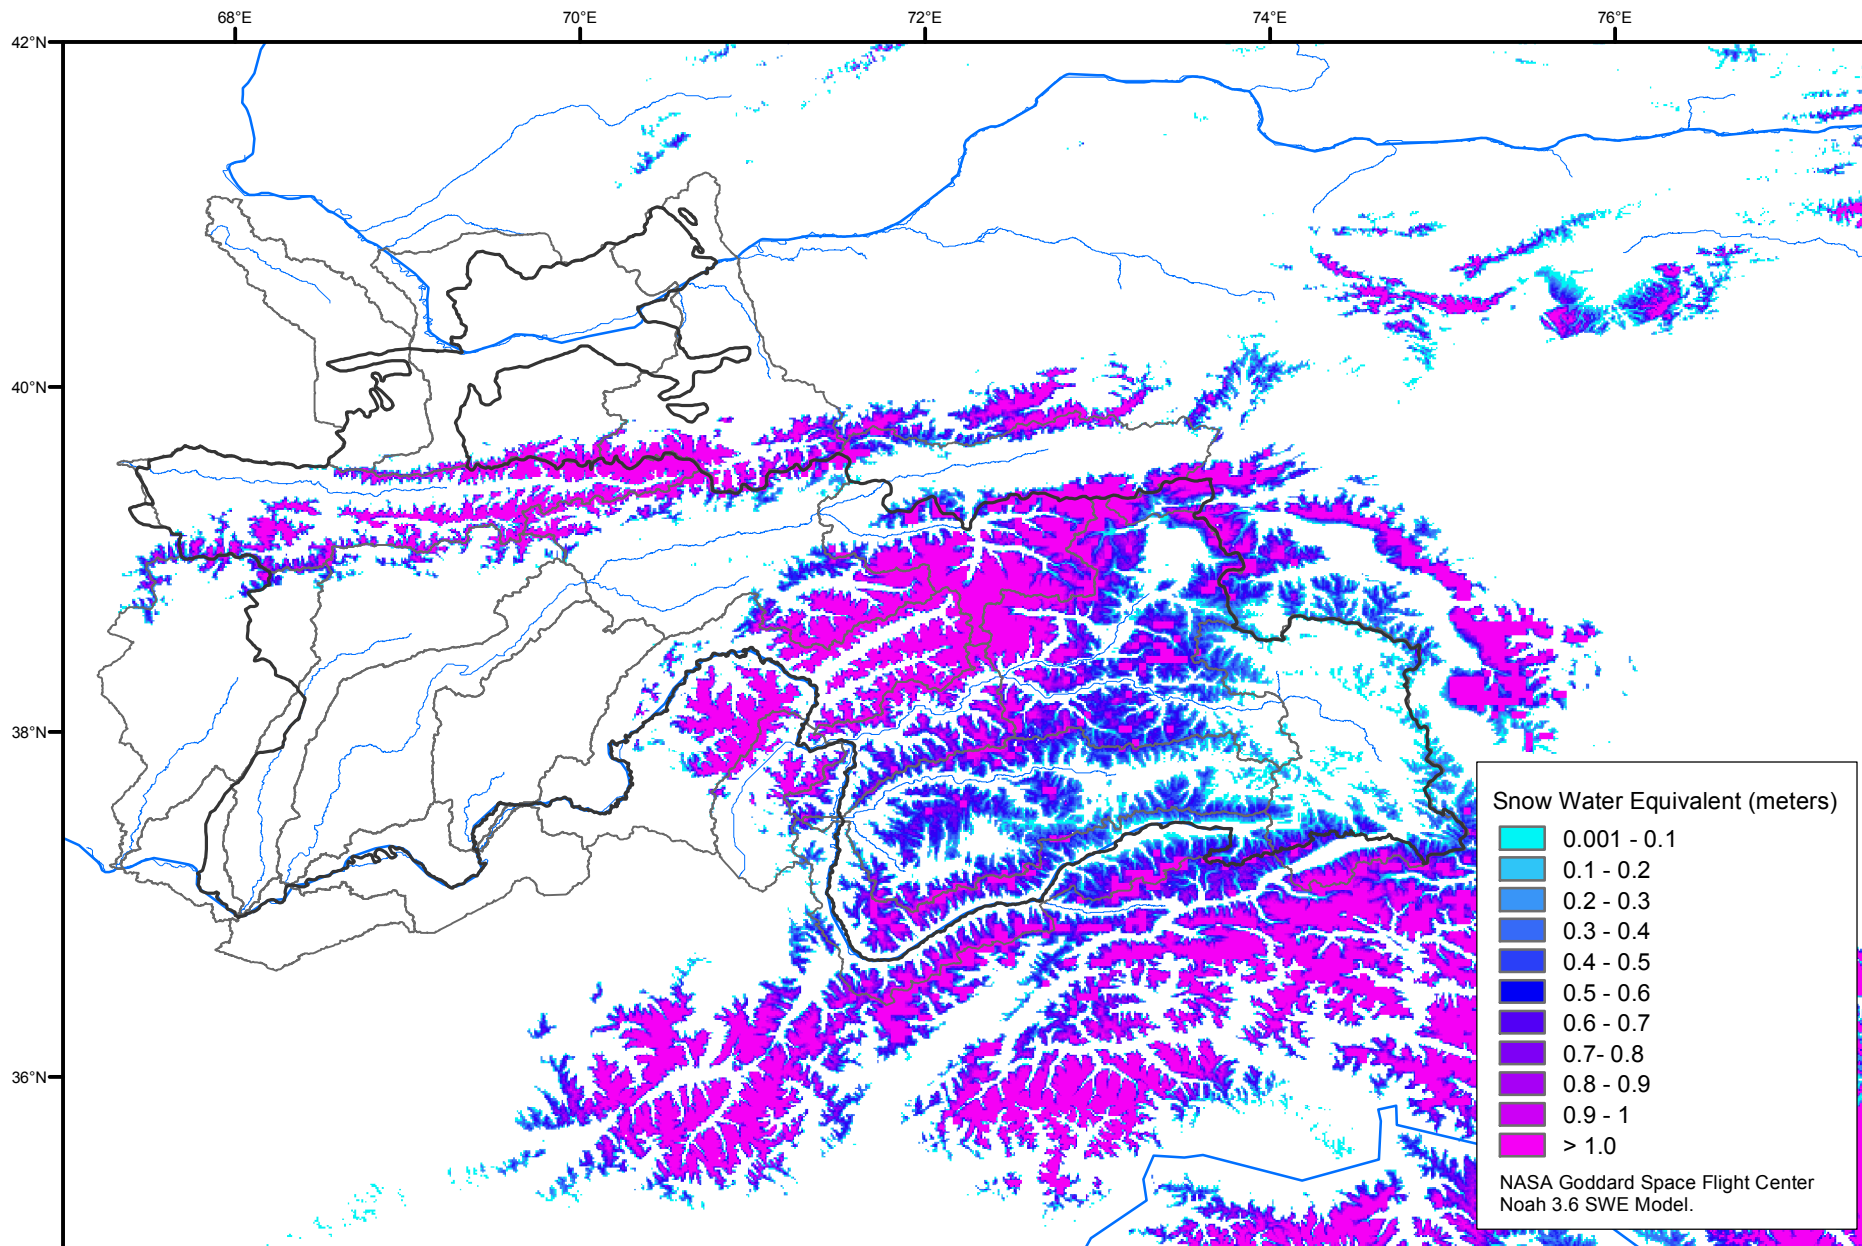 68°E
70°E
72°E
74°E
76°E
42°N
40°N
38°N
36°N
Snow Water Equivalent (meters)
0.001 - 0.1
0.1 - 0.2
0.2 - 0.3
0.3 - 0.4
0.4 - 0.5
0.5 - 0.6
0.6 - 0.7
0.7- 0.8
0.8 - 0.9
0.9 - 1
> 1.0
NASA Goddard Space Flight Center
Noah 3.6 SWE Model.